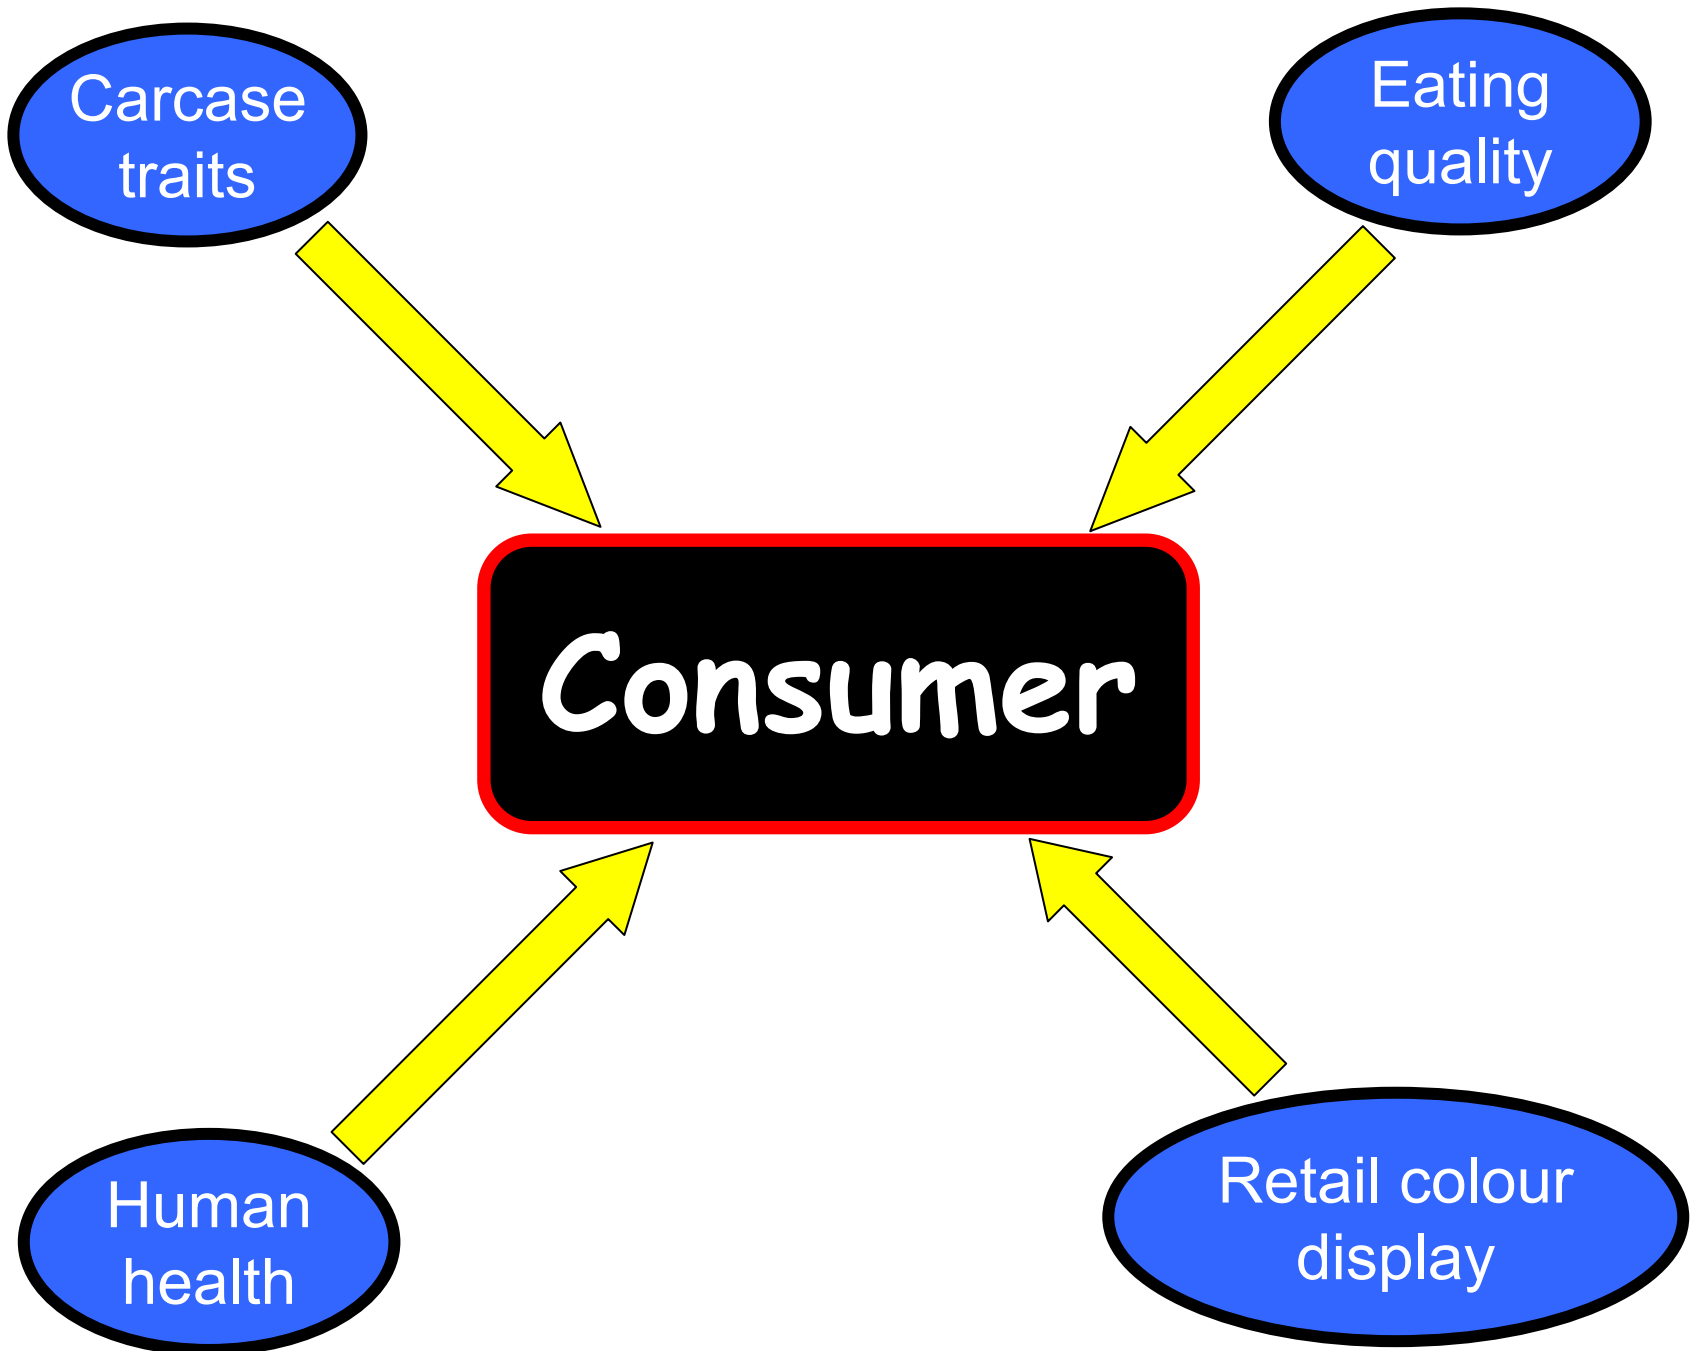 Carcase
traits
Eating
quality
Consumer
Human
health
Retail colour
display